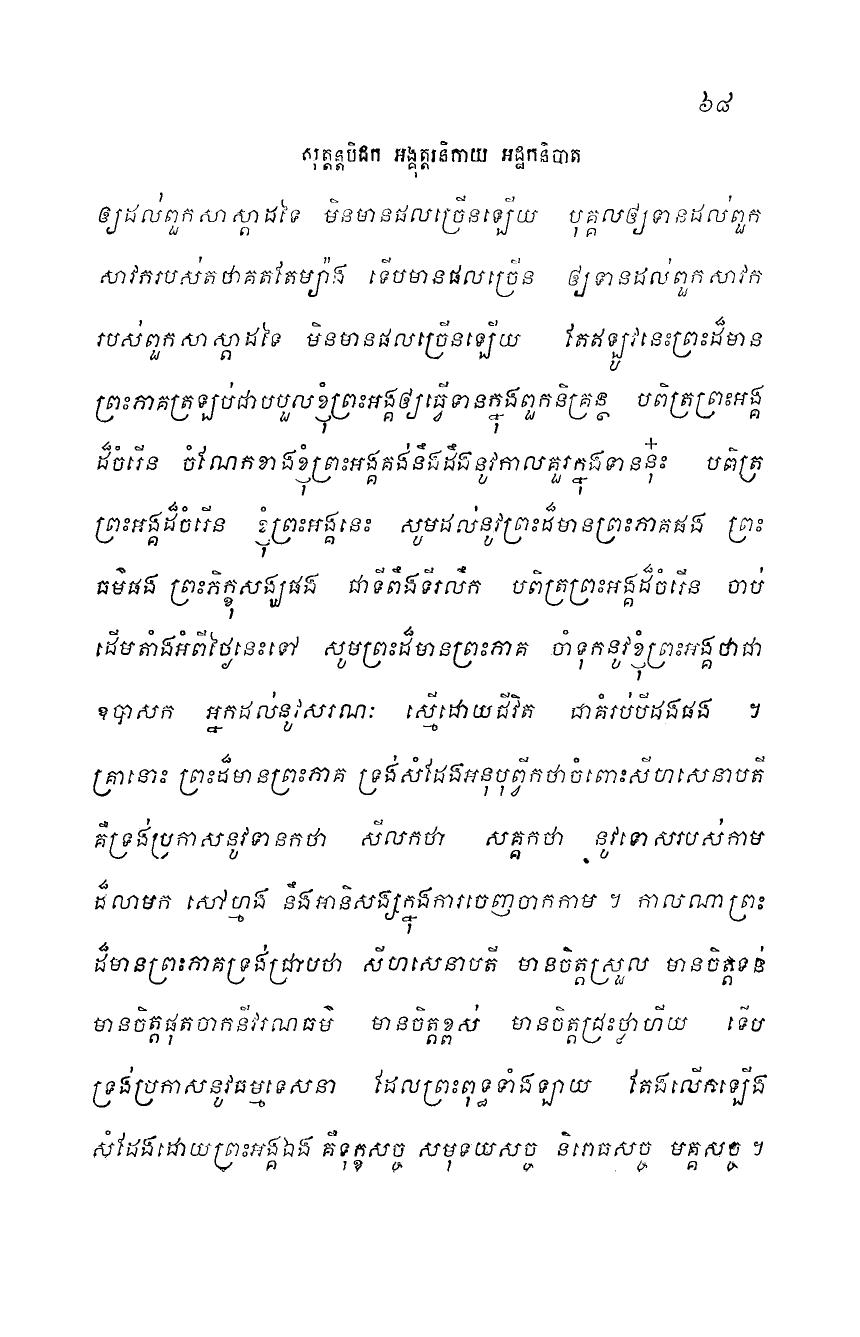 ៦៨
សុត្តន្តបិដក អង្គុត្តរនិកាយ អដ្ឋកនិបាត
ឲ្យដល់ពួកសាស្តាដទៃ មិនមានផលច្រើនឡើយ បុគ្គលឲ្យទានដល់ពួក
សាវករបស់តថាគតតែម្យ៉ាង ទើបមានផលច្រើន ឲ្យទានដល់ពួកសាវក
របស់ពួកសាស្តាដទៃ មិនមានផលច្រើនឡើយ តែឥឡូវនេះព្រះដ៏មាន
ព្រះភាគត្រឡប់ជាបបួលខ្ញុំព្រះអង្គឲ្យធ្វើទានក្នុងពួកនិគ្រន្ថ បពិត្រព្រះអង្គ
ដ៏ចំរើន ចំណែកខាងខ្ញុំព្រះអង្គគង់នឹងដឹងនូវកាលគួរក្នុងទាននុ៎ះ បពិត្រ
ព្រះអង្គដ៏ចំរើន ខ្ញុំព្រះអង្គនេះ សូមដល់នូវព្រះដ៏មានព្រះភាគផង ព្រះ
ធម៌ផង ព្រះភិក្ខុសង្ឃផង ជាទីពឹងទីរលឹក បពិត្រព្រះអង្គដ៏ចំរើន ចាប់
ដើមតាំងអំពីថ្ងៃនេះទៅ សូមព្រះដ៏មានព្រះភាគ ចាំទុកនូវខ្ញុំព្រះអង្គថាជា
ឧបាសក អ្នកដល់នូវសរណៈ ស្មើដោយជីវិត ជាគំរប់បីដងផង ។
គ្រានោះ ព្រះដ៏មានព្រះភាគ ទ្រង់សំដែងអនុបុព្វីកថាចំពោះសីហសេនាបតី
គឺទ្រង់ប្រកាសនូវទានកថា សីលកថា សគ្គកថា នូវទោសរបស់កាម
ដ៏លាមក សៅហ្មង នឹងអានិសង្សក្នុងការចេញចាកកាម ។ កាលណាព្រះ
ដ៏មានព្រះភាគទ្រង់ជ្រាបថា សីហសេនាបតី មានចិត្តស្រួល មានចិត្តទន់
មានចិត្តផុតចាកនីវរណធម៌ មានចិត្តខ្ពស់ មានចិត្តជ្រះថ្លាហើយ ទើប
ទ្រង់ប្រកាសនូវធម្មទេសនា ដែលព្រះពុទ្ធទាំងឡាយ តែងលើកឡើង
សំដែងដោយព្រះអង្គឯង គឺទុក្ខសច្ច សមុទយសច្ច និរោធសច្ច មគ្គសច្ច ។